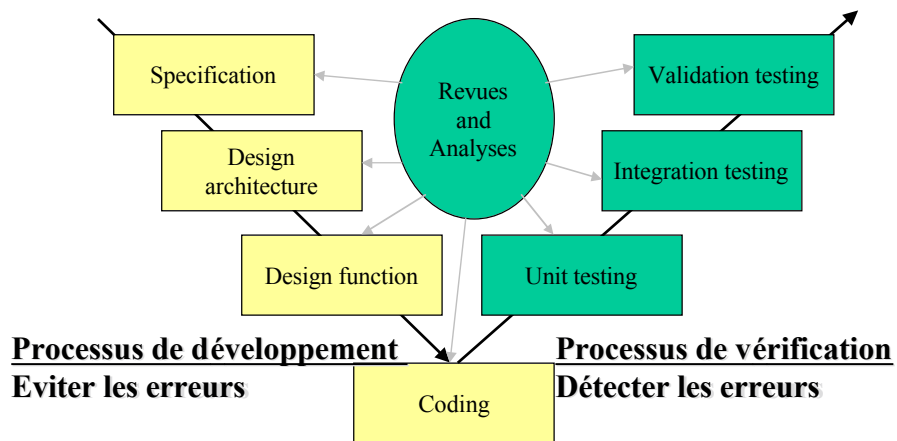 Specification
Design
architecture
Design function
Revues
and
Analyses
Validation testing
Integration testing
Unit testing
Processus de développement
Eviter les erreurs
Coding
Processus de vérification
Détecter les erreurs